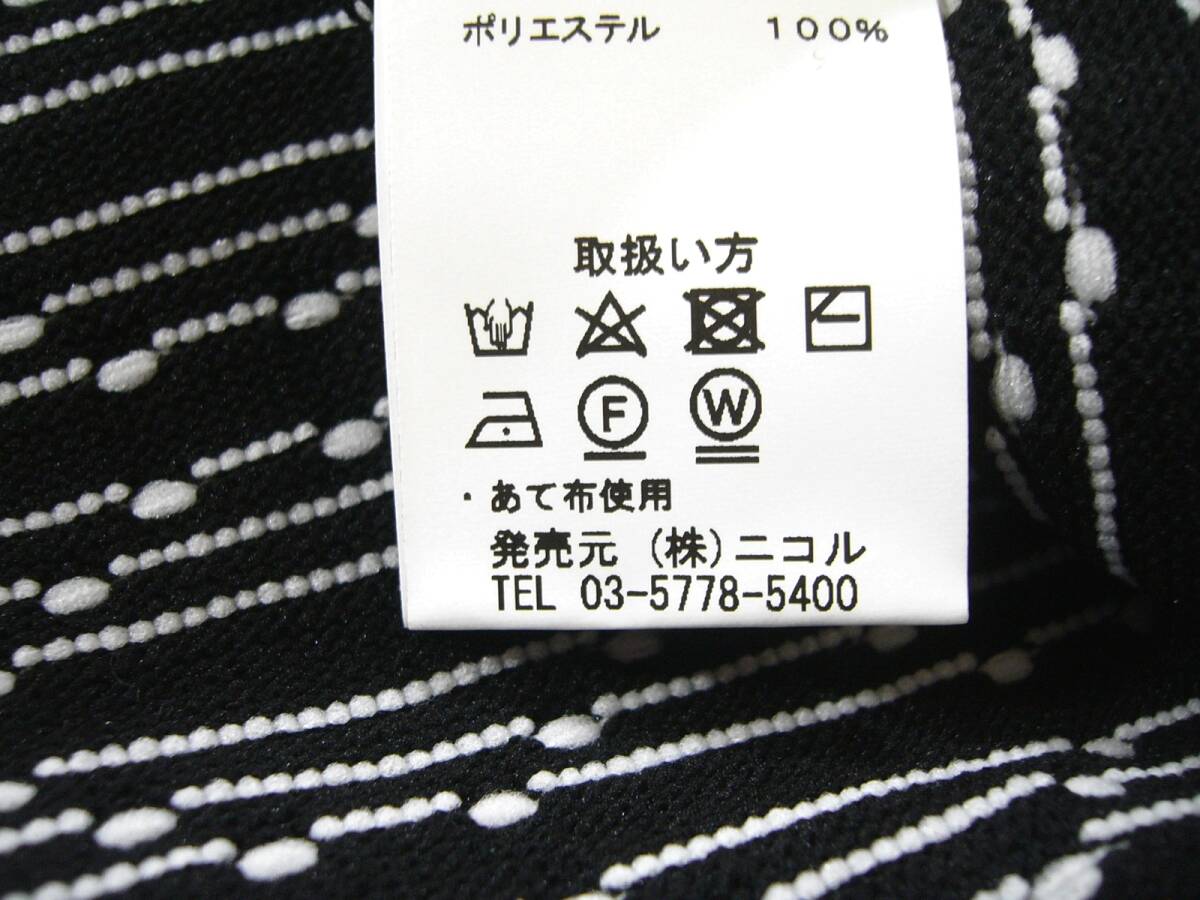 ポリエステル 100%
取扱い方
F W
・あて布使用
発売元 (株)ニコル
TEL 03-5778-5400